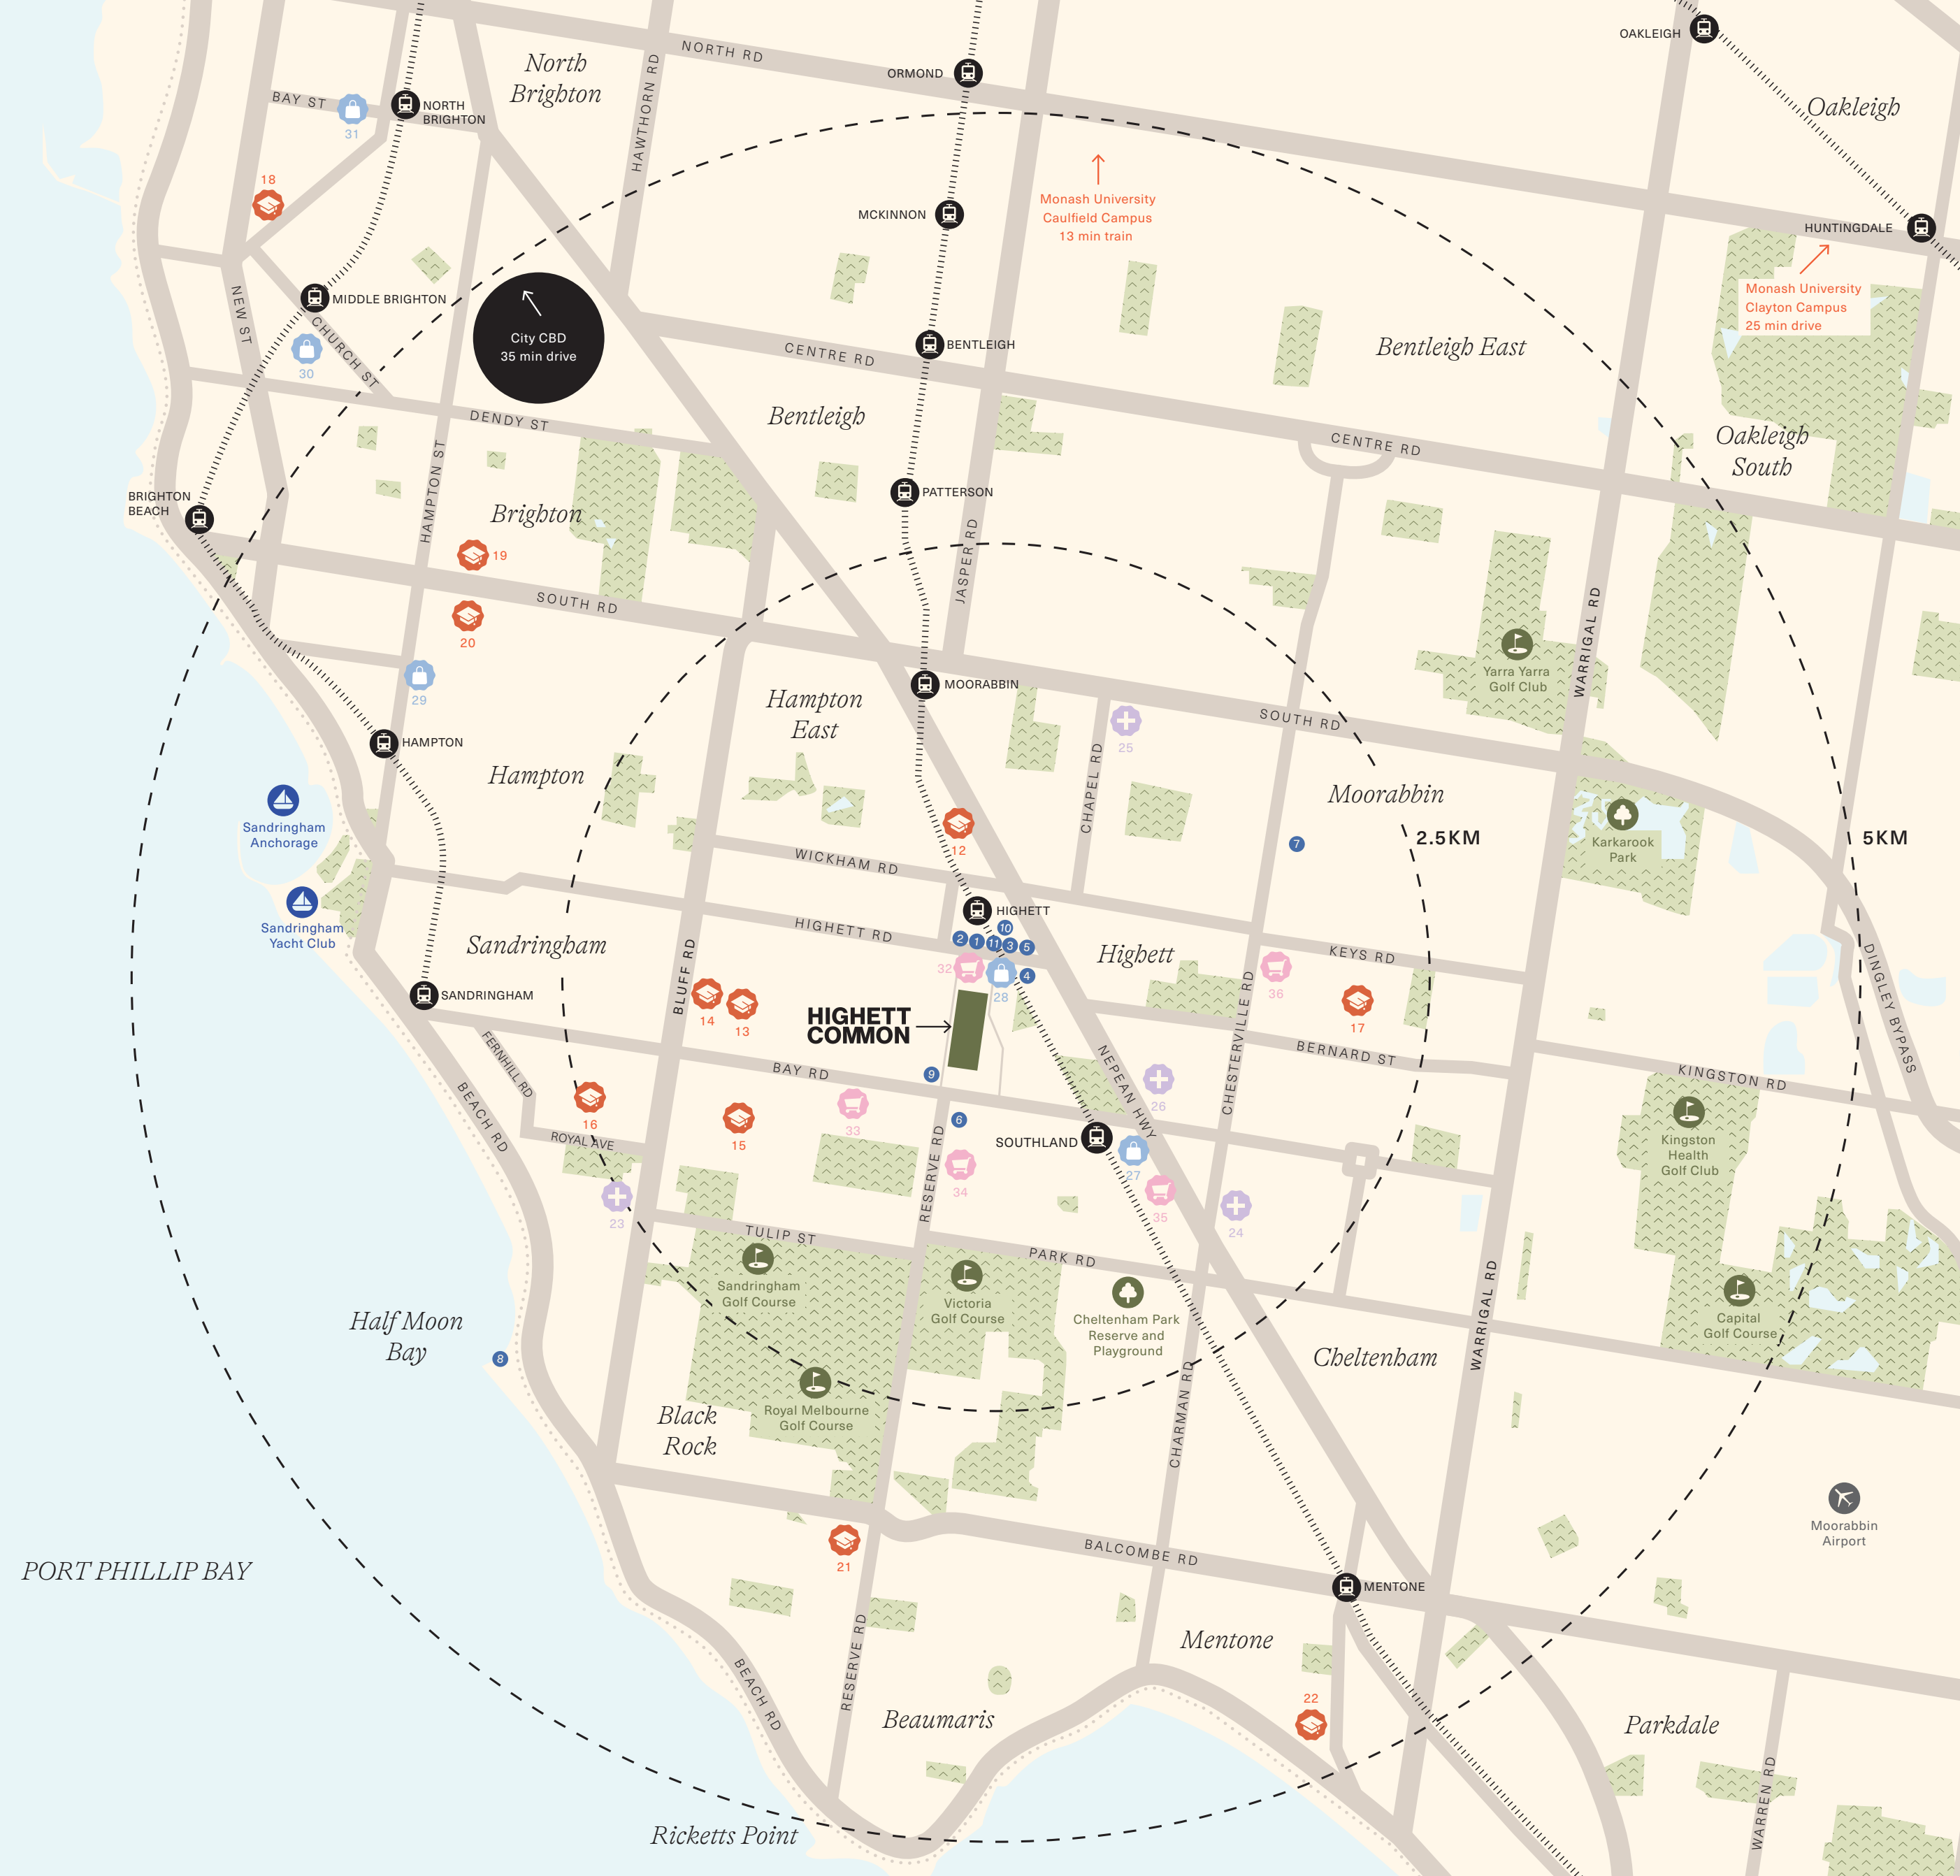 OAKLEIGH
North
Brighton
NORTH RD
ORMOND
HAWTHORN RD
BAY ST
31
NORTH
BRIGHTON
Oakleigh
18
MCKINNON
Monash University
Caulfield Campus
13 min train
HUNTINGDALE
Monash University
Clayton Campus
25 min drive
MIDDLE BRIGHTON
NEW ST
CHURCH ST
30
City CBD
35 min drive
CENTRE RD
BENTLEIGH
Bentleigh East
DENDY ST
Bentleigh
CENTRE RD
Oakleigh
South
HAMPTON ST
BRIGHTON
BEACH
Brighton
PATTERSON
JASPER RD
19
SOUTH RD
20
WARRIGAL RD
Yarra Yarra
Golf Club
29
Hampton
East
MOORABBIN
SOUTH RD
25
HAMPTON
Hampton
CHAPEL RD
Moorabbin
2.5KM
5KM
Sandringham
Anchorage
12
7
Karkarook
Park
WICKHAM RD
Sandringham
Yacht Club
HIGHETT RD
HIGHETT
10
2
1
11
3
5
Sandringham
BLUFF RD
Highett
KEYS RD
DINGLEY BYPASS
32
28
4
36
SANDRINGHAM
14
13
HIGHETT
COMMON
CHESTERVILLE RD
17
FERNHILL RD
BEACH RD
BAY RD
9
NEPEAN HWY
BERNARD ST
KINGSTON RD
26
16
15
33
6
ROYAL AVE
SOUTHLAND
27
Kingston
Health
Golf Club
RESERVE RD
34
35
23
24
TULIP ST
PARK RD
Sandringham
Golf Course
Victoria
Golf Course
Cheltenham Park
Reserve and
Playground
WARRIGAL RD
Capital
Golf Course
Half Moon
Bay
8
Cheltenham
Black
Rock
Royal Melbourne
Golf Course
CHARMAN RD
Moorabbin
Airport
PORT PHILLIP BAY
21
BALCOMBE RD
MENTONE
Mentone
BEACH RD
RESERVE RD
22
Beaumaris
Parkdale
WARREN RD
Ricketts Point